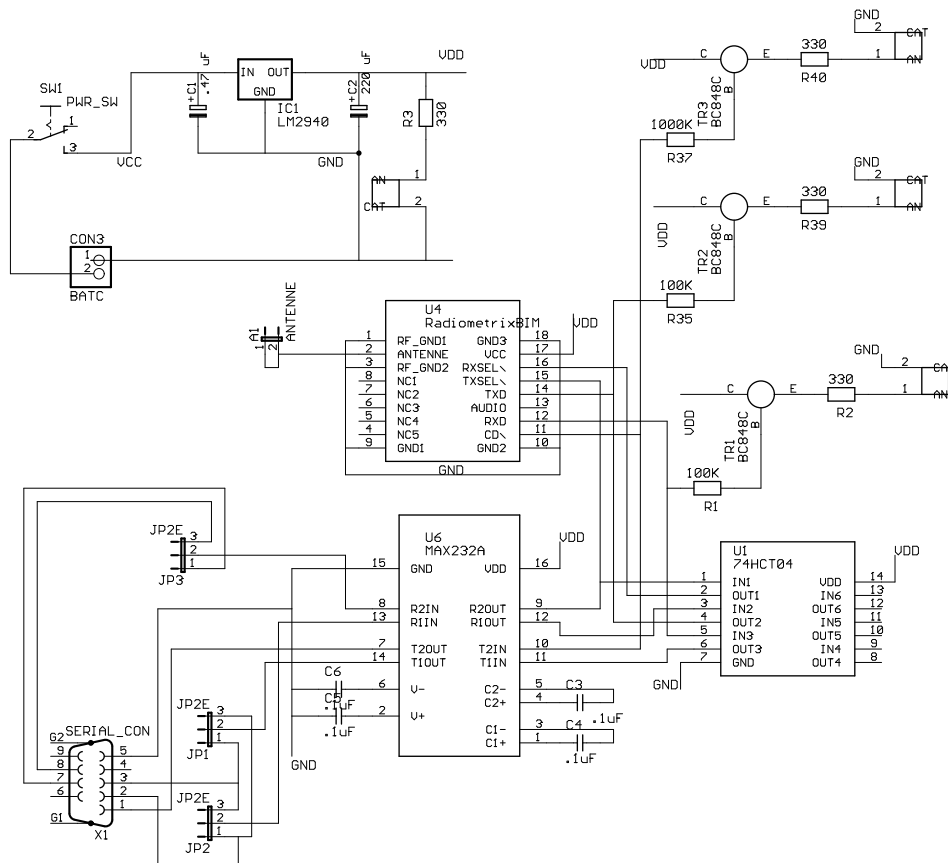 SW1
PWR_SW
2
1
3
VCC
+C1
.47 uF
IN OUT
GND
IC1
LM2940
+C2
220 uF
VDD
R3
330
GND
AN 1
CAT 2
CON3
1
2
BATC
VDD
C
E
B
TR3
BC848C
330
R40
GND
2
CAT
1
AN
1000K
R37
VDD
C
E
B
TR2
BC848C
330
R39
GND
2
CAT
1
AN
100K
R35
VDD
C
E
B
TR1
BC848C
330
R2
GND
2
CA
1
AN
100K
R1
A1
ANTENNE
1
2
U4
RadiometrixBIM
VDD
1 RF_GND1 GND3 18
2 ANTENNE VCC 17
3 RF_GND2 RXSEL\ 16
8 NC1 TXSEL\ 15
7 NC2 TXD 14
6 NC3 AUDIO 13
5 NC4 RXD 12
4 NC5 CD\ 11
9 GND1 GND2 10
GND
JP2E
3
2
1
JP3
U6
MAX232A
VDD
15 GND VDD 16
8 R2IN R2OUT 9
13 R1IN R1OUT 12
7 T2OUT T2IN 10
14 T1OUT T1IN 11
6 V- C2- 5
C2+ 4
2 V+ C1- 3
C1+ 1
C6
.1uF
C5
.1uF
C3
.1uF
C4
.1uF
GND
U1
74HCT04
VDD
1 IN1 VDD 14
2 OUT1 IN6 13
3 IN2 OUT6 12
4 OUT2 IN5 11
5 IN3 OUT5 10
6 OUT3 IN4 9
7 GND OUT4 8
GND
SERIAL_CON
G2
9
8
7
6
G1
5
4
3
2
1
X1
JP2E
3
2
1
JP1
JP2E
3
2
1
JP2